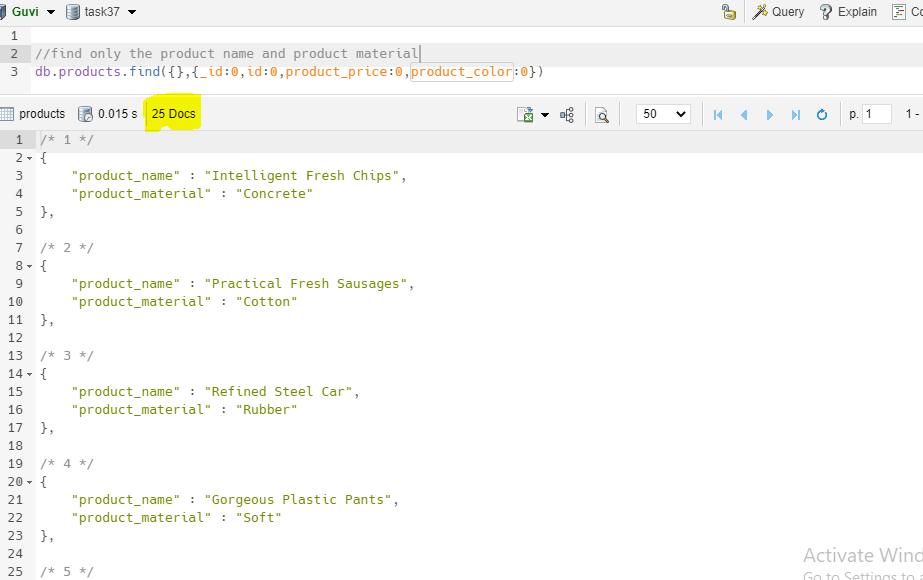 Guvi task37 Query Explain
1
2 //find only the product name and product material
3 db.products.find({},{_id:0,id:0,product_price:0,product_color:0})
products 0.015 s 25 Docs 50 p. 1 1 -
1 /* 1 */
2 {
3 "product_name" : "Intelligent Fresh Chips",
4 "product_material" : "Concrete"
5 },
6
7 /* 2 */
8 {
9 "product_name" : "Practical Fresh Sausages",
10 "product_material" : "Cotton"
11 },
12
13 /* 3 */
14 {
15 "product_name" : "Refined Steel Car",
16 "product_material" : "Rubber"
17 },
18
19 /* 4 */
20 {
21 "product_name" : "Gorgeous Plastic Pants",
22 "product_material" : "Soft"
23 },
24
25 /* 5 */
Activate Wind
Go to Settings to a